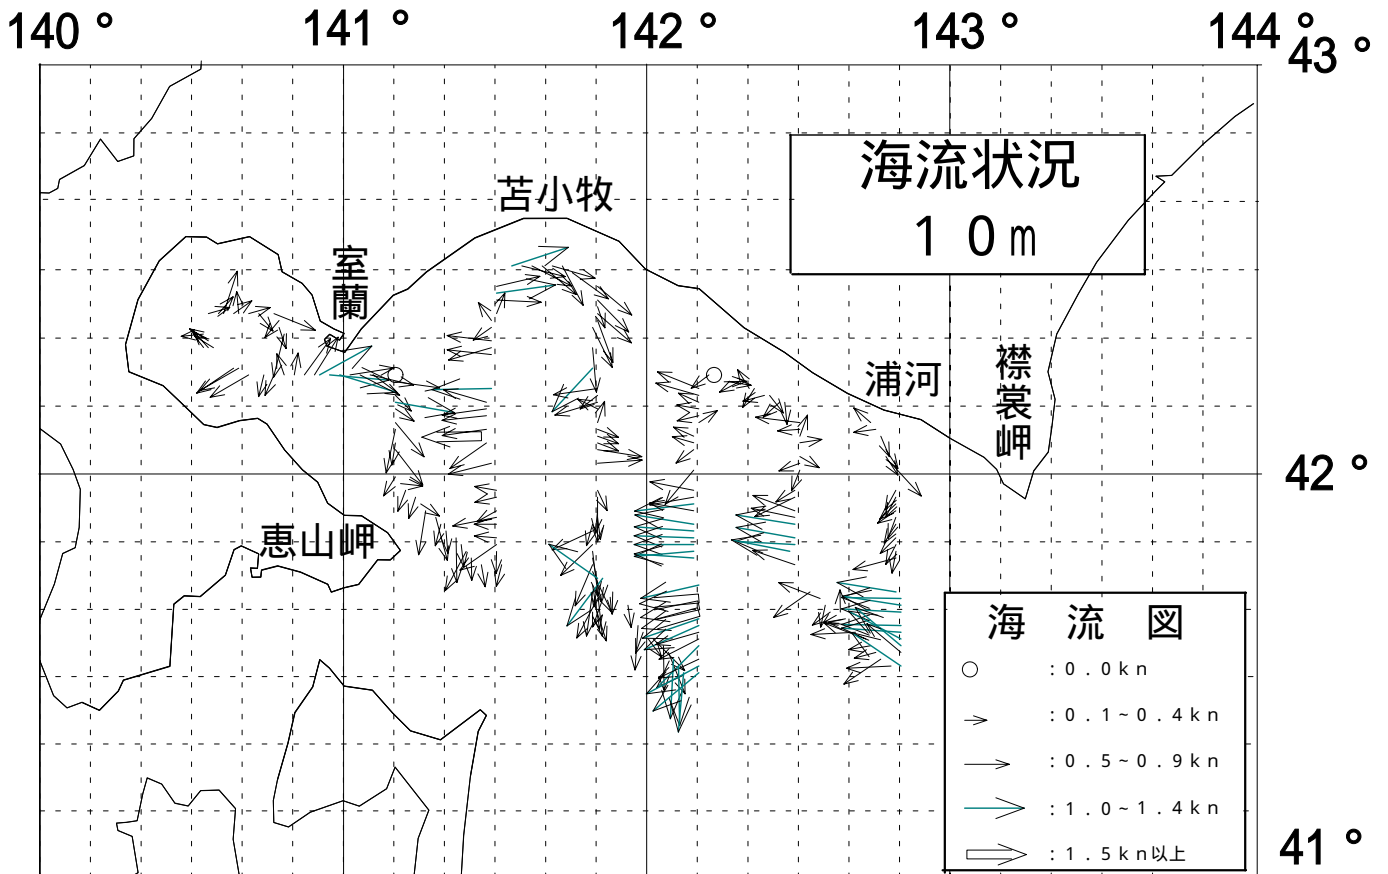 140° 141° 142° 143° 144°
43°
海流状況
10m
苫小牧
室蘭
浦河
襟裳岬
42°
恵山岬
海 流 図
:0.0kn
:0.1~0.4kn
:0.5~0.9kn
:1.0~1.4kn
:1.5kn以上
41°